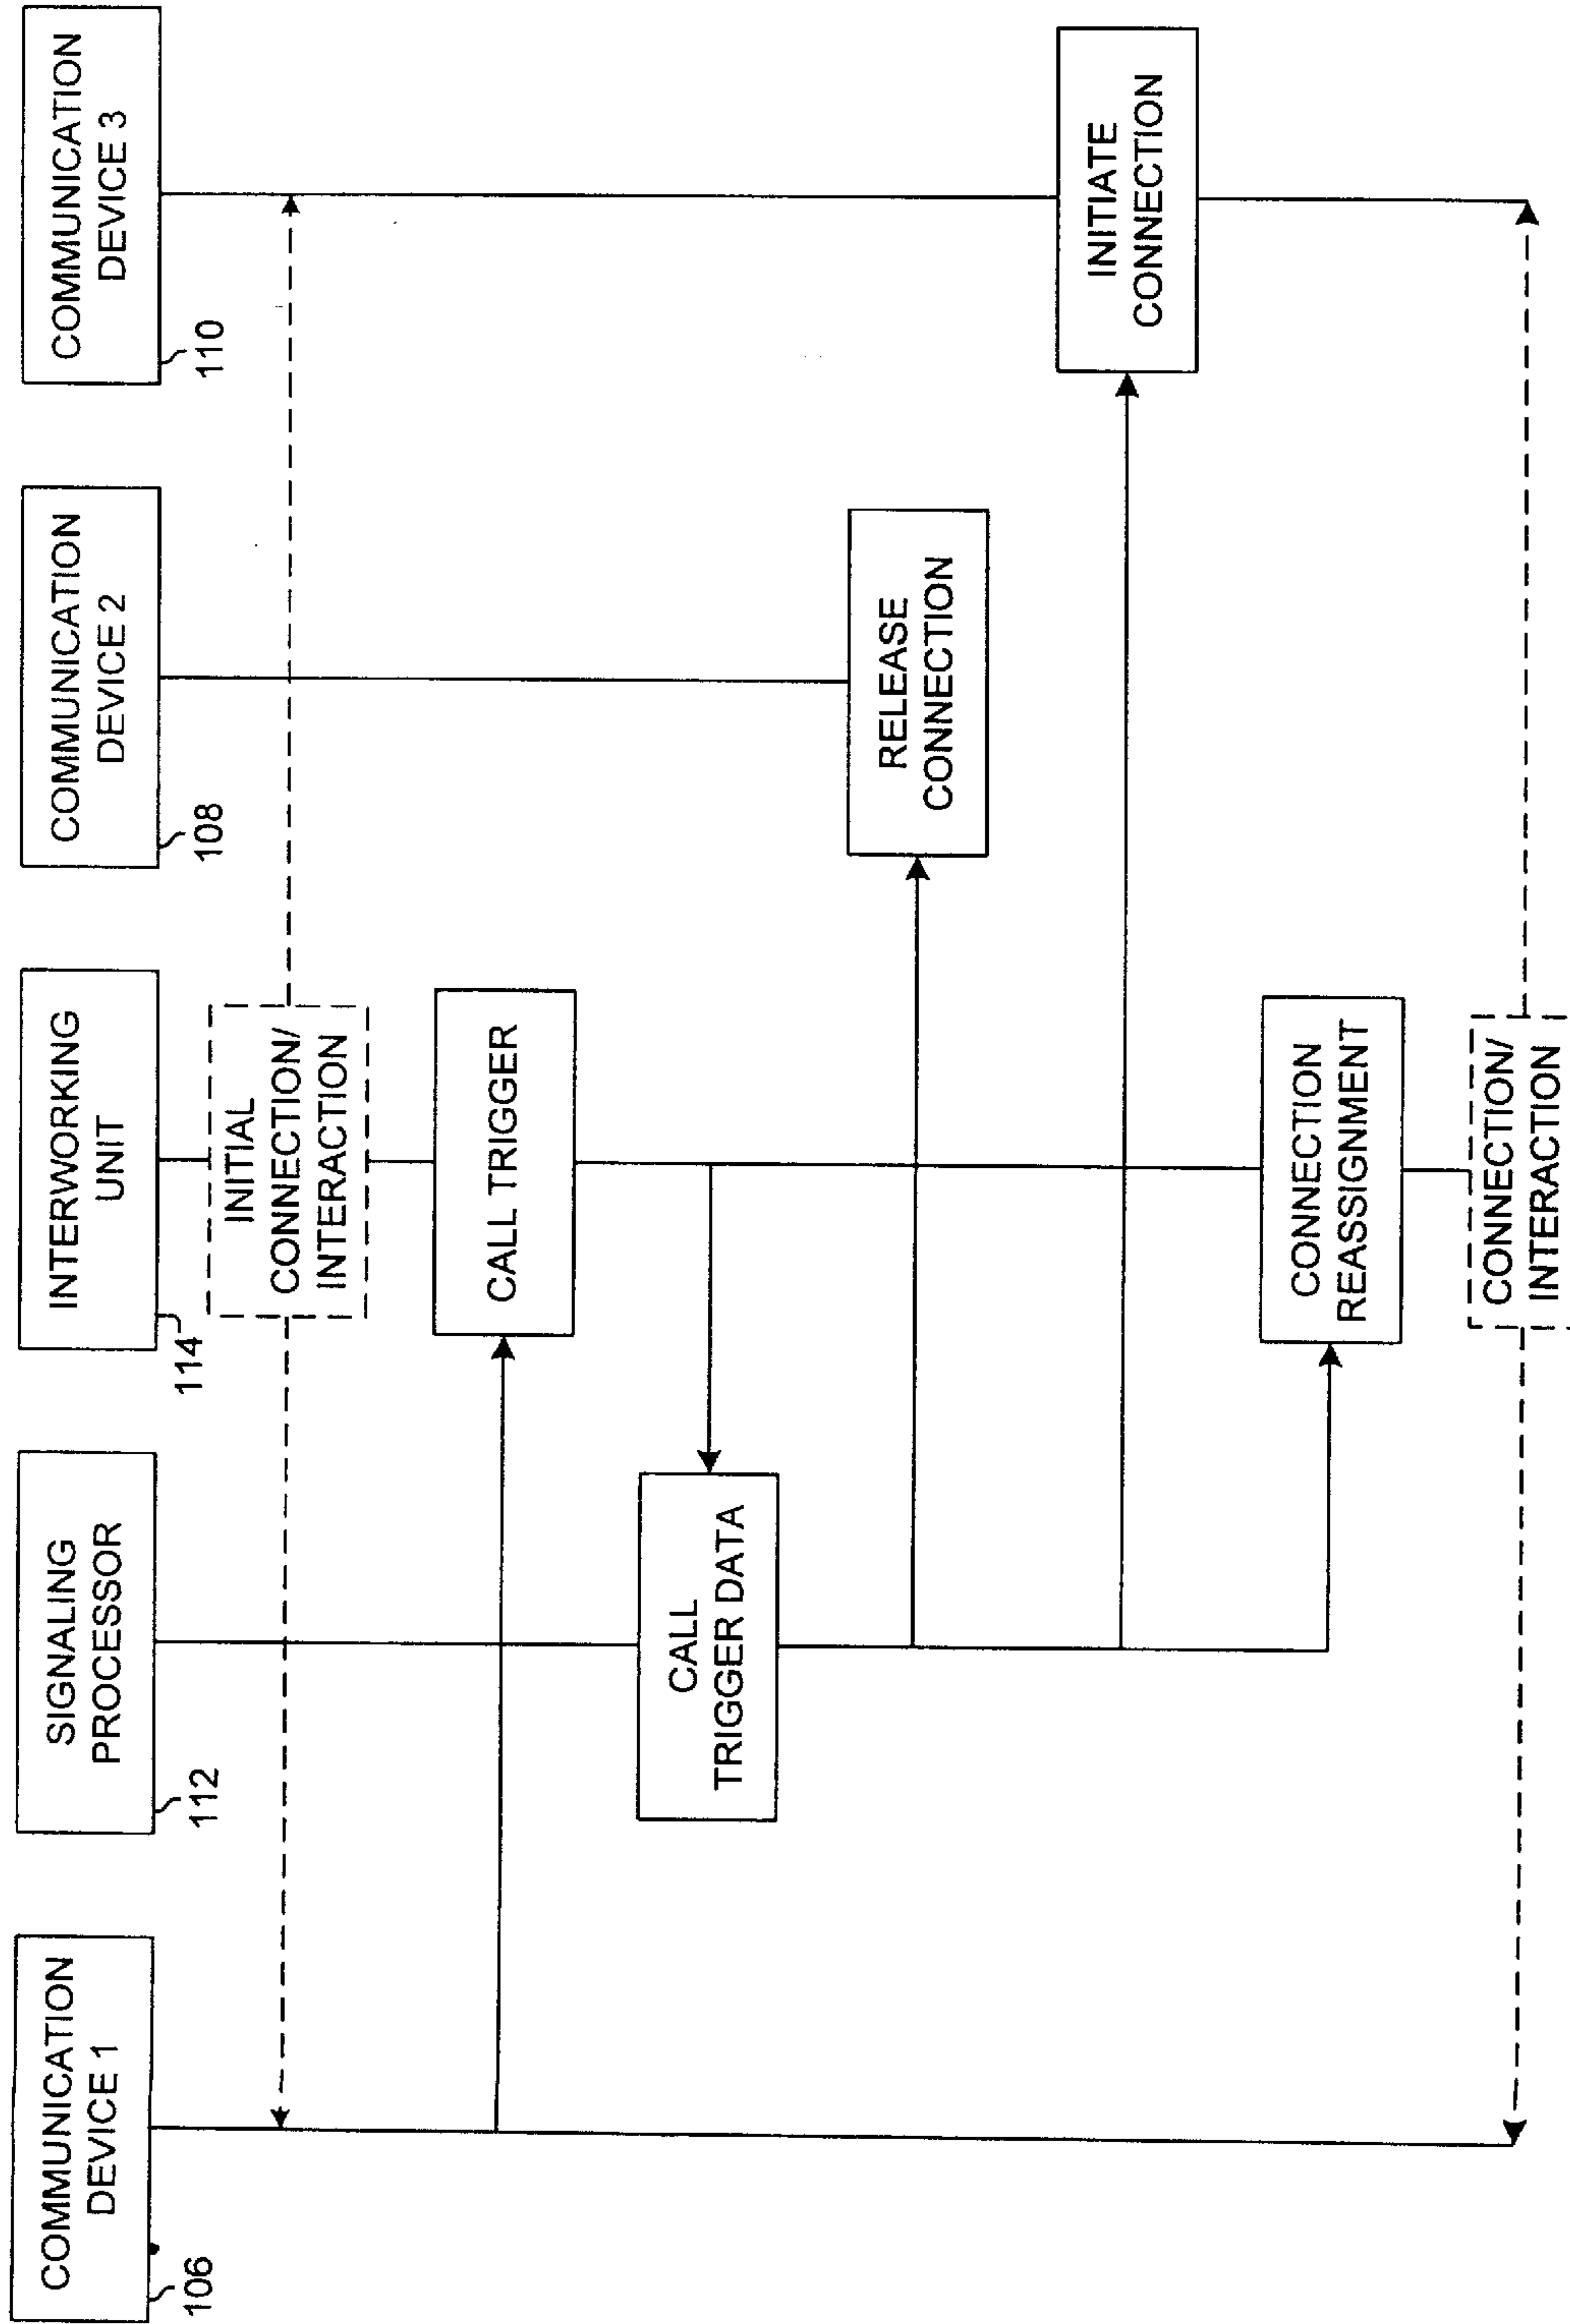 COMMUNICATION
DEVICE 1
106
SIGNALING
PROCESSOR
112
INTERWORKING
UNIT
114
COMMUNICATION
DEVICE 2
108
COMMUNICATION
DEVICE 3
110
INITIAL
CONNECTION/
INTERACTION
CALL TRIGGER
CALL
TRIGGER DATA
RELEASE
CONNECTION
INITIATE
CONNECTION
CONNECTION
REASSIGNMENT
CONNECTION/
INTERACTION